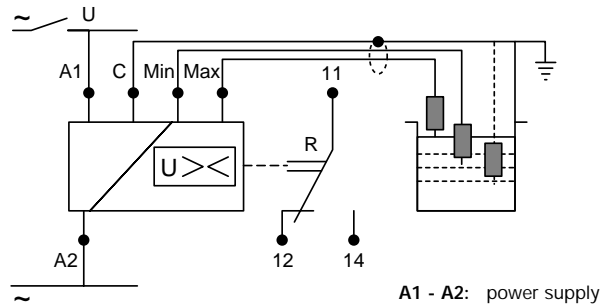 ~ U
A1 C Min Max 11
R
U><
A2 12 14
~ A1 - A2: power supply